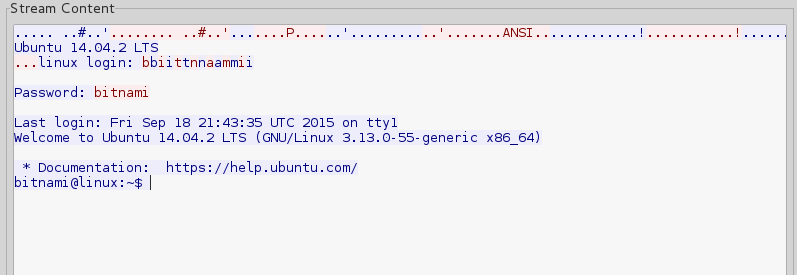 Stream Content
..... ..#..'........ ..#..'.......P......'..........'.......ANSI............!...........!......
Ubuntu 14.04.2 LTS
...linux login: bbiittnnaammii
Password: bitnami
Last login: Fri Sep 18 21:43:35 UTC 2015 on tty1
Welcome to Ubuntu 14.04.2 LTS (GNU/Linux 3.13.0-55-generic x86_64)
* Documentation:  https://help.ubuntu.com/
bitnami@linux:~$